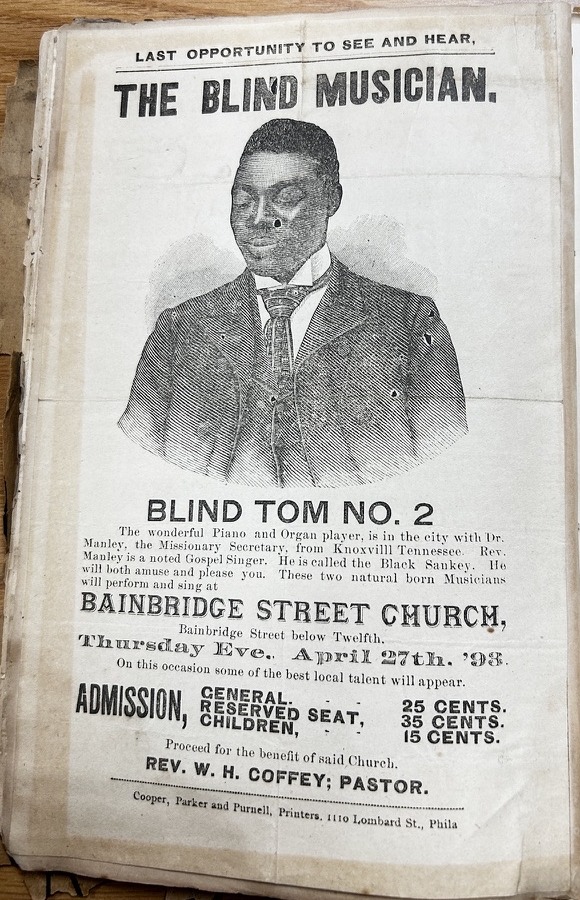 LAST OPPORTUNITY TO SEE AND HEAR,
THE BLIND MUSICIAN.
BLIND TOM NO. 2
The wonderful Piano and Organ player, is in the city with Dr.
Manley, the Missionary Secretary, from Knoxvilll Tennessee. Rev.
Manley is a noted Gospel Singer. He is called the Black Sankey. He
will both amuse and please you. These two natural born Musicians
will perform and sing at
BAINBRIDGE STREET CHURCH,
Bainbridge Street below Twelfth,
Thursday Eve., April 27th. '93.
On this occasion some of the best local talent will appear.
ADMISSION, GENERAL. - - 25 CENTS.
RESERVED SEAT, 35 CENTS.
CHILDREN, - - 15 CENTS.
Proceed for the benefit of said Church.
REV. W. H. COFFEY; PASTOR.
Cooper, Parker and Purnell, Printers. 1110 Lombard St., Phila